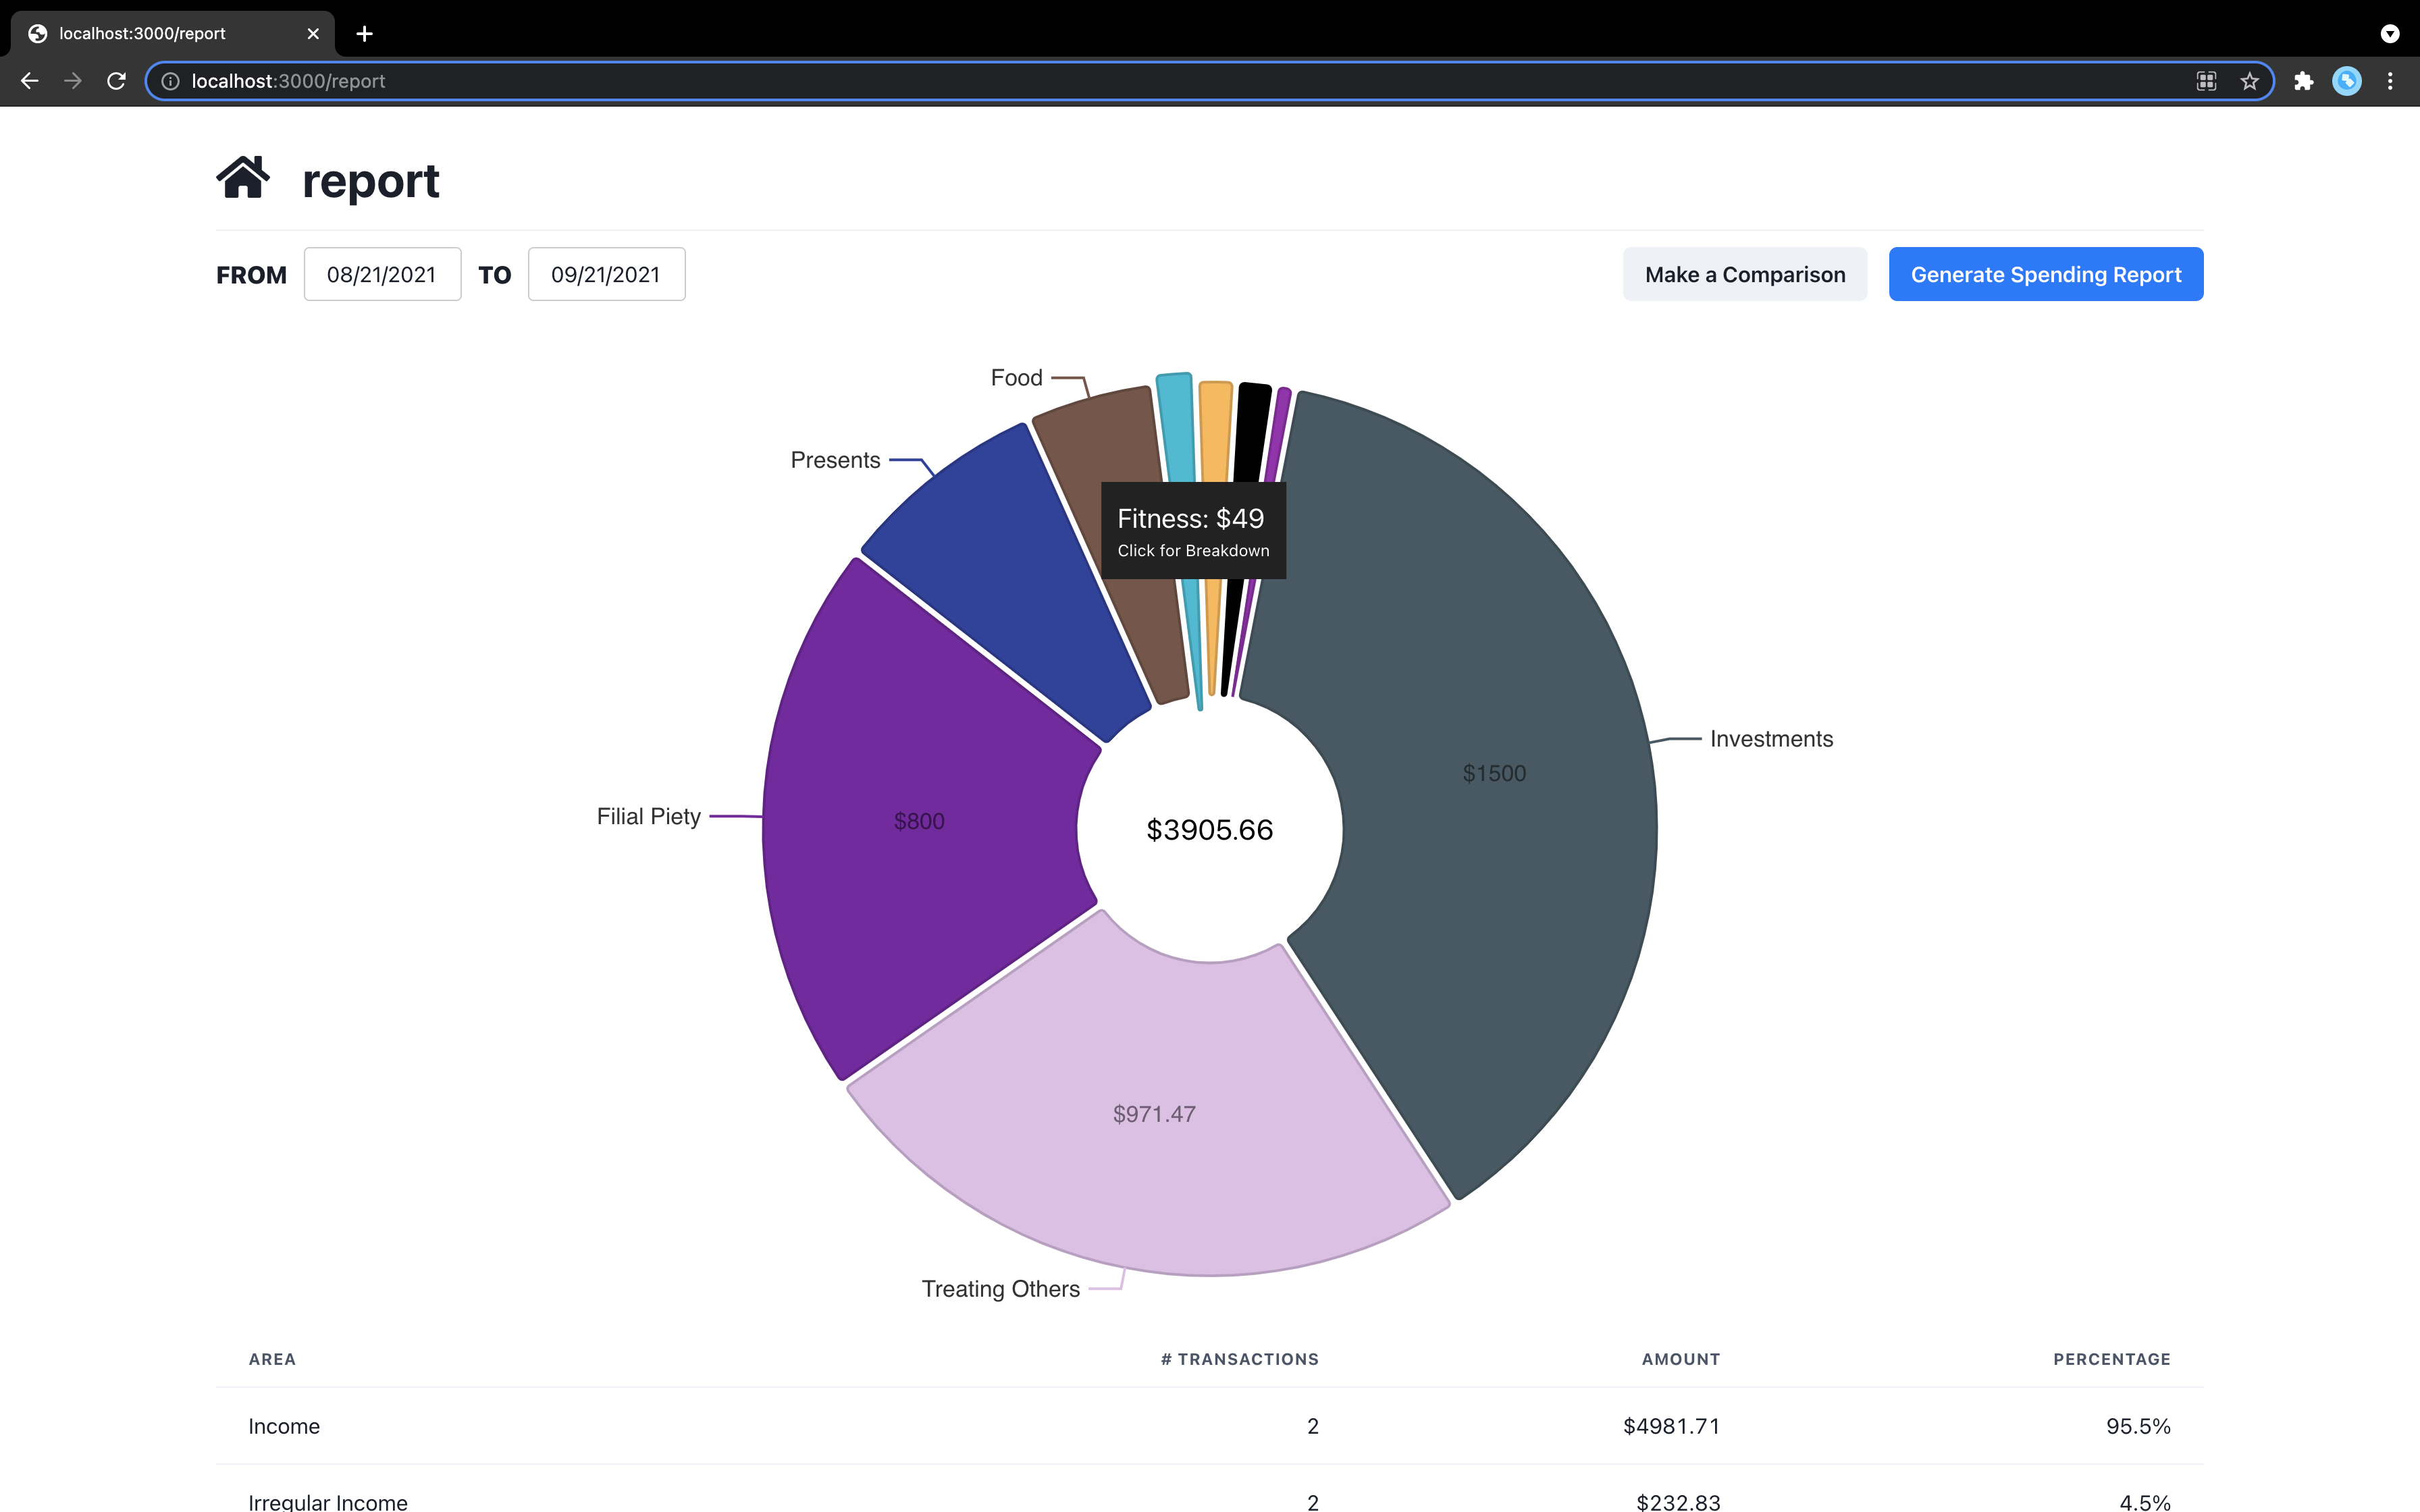 localhost:3000/report
localhost:3000/report
report
FROM 08/21/2021 TO 09/21/2021 Make a Comparison Generate Spending Report
Food
Presents
Fitness: $49
Click for Breakdown
Investments
$1500
Filial Piety
$800
$3905.66
$971.47
Treating Others
AREA # TRANSACTIONS AMOUNT PERCENTAGE
Income 2 $4981.71 95.5%
Irregular Income 2 $232.83 4.5%